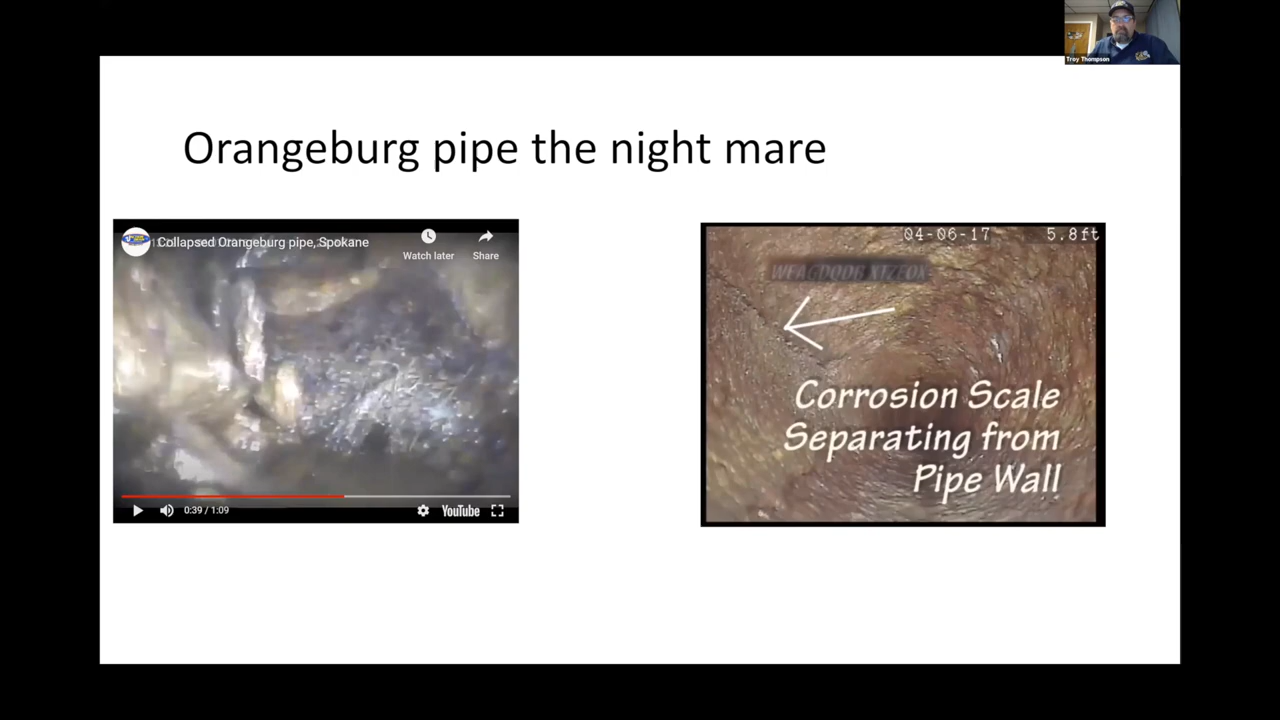 Troy Thompson
Orangeburg pipe the night mare
Collapsed Orangeburg pipe, Spokane
Watch later
Share
0:39 / 1:09
YouTube
04-06-17
5.8ft
Corrosion Scale
Separating from
Pipe Wall